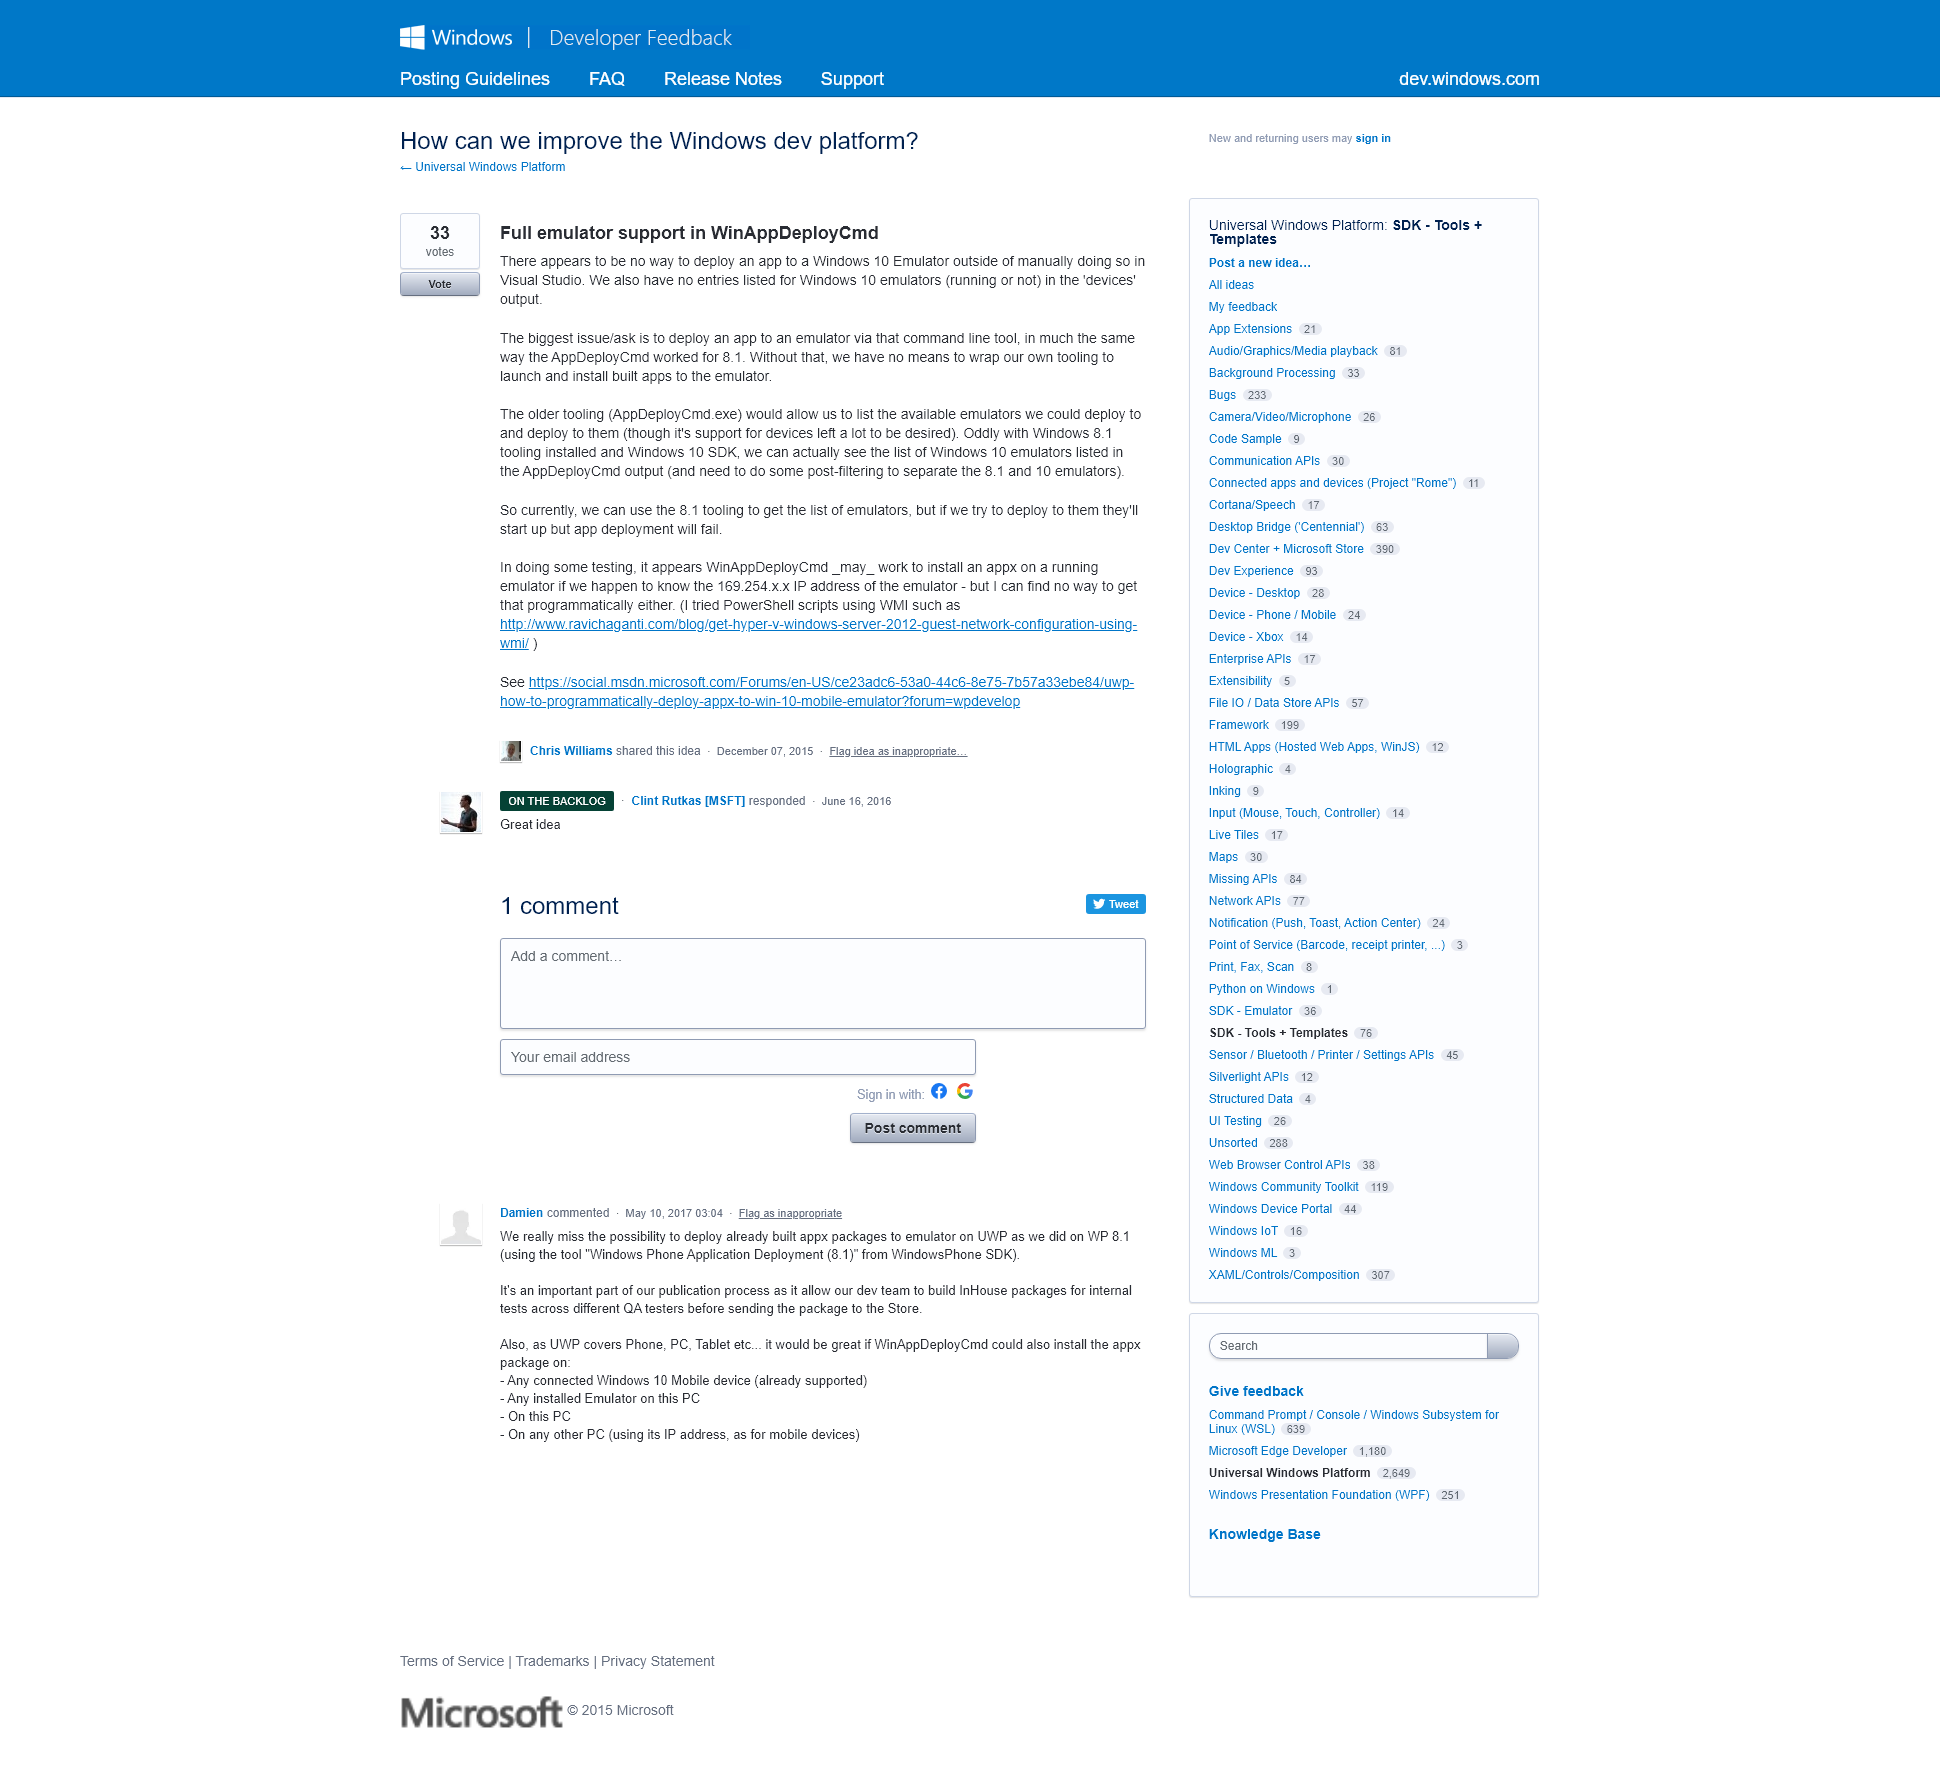 Windows | Developer Feedback
Posting Guidelines FAQ Release Notes Support dev.windows.com
How can we improve the Windows dev platform?
← Universal Windows Platform
New and returning users may sign in
33
votes
Vote
Full emulator support in WinAppDeployCmd
There appears to be no way to deploy an app to a Windows 10 Emulator outside of manually doing so in
Visual Studio. We also have no entries listed for Windows 10 emulators (running or not) in the 'devices'
output.
The biggest issue/ask is to deploy an app to an emulator via that command line tool, in much the same
way the AppDeployCmd worked for 8.1. Without that, we have no means to wrap our own tooling to
launch and install built apps to the emulator.
The older tooling (AppDeployCmd.exe) would allow us to list the available emulators we could deploy to
and deploy to them (though it's support for devices left a lot to be desired). Oddly with Windows 8.1
tooling installed and Windows 10 SDK, we can actually see the list of Windows 10 emulators listed in
the AppDeployCmd output (and need to do some post-filtering to separate the 8.1 and 10 emulators).
So currently, we can use the 8.1 tooling to get the list of emulators, but if we try to deploy to them they'll
start up but app deployment will fail.
In doing some testing, it appears WinAppDeployCmd _may_ work to install an appx on a running
emulator if we happen to know the 169.254.x.x IP address of the emulator - but I can find no way to get
that programmatically either. (I tried PowerShell scripts using WMI such as
http://www.ravichaganti.com/blog/get-hyper-v-windows-server-2012-guest-network-configuration-using-
wmi/ )
See https://social.msdn.microsoft.com/Forums/en-US/ce23adc6-53a0-44c6-8e75-7b57a33ebe84/uwp-
how-to-programmatically-deploy-appx-to-win-10-mobile-emulator?forum=wpdevelop
Chris Williams shared this idea · December 07, 2015 · Flag idea as inappropriate…
ON THE BACKLOG · Clint Rutkas [MSFT] responded · June 16, 2016
Great idea
1 comment
Tweet
Add a comment…
Your email address
Sign in with:
Post comment
Damien commented · May 10, 2017 03:04 · Flag as inappropriate
We really miss the possibility to deploy already built appx packages to emulator on UWP as we did on WP 8.1
(using the tool "Windows Phone Application Deployment (8.1)" from WindowsPhone SDK).
It's an important part of our publication process as it allow our dev team to build InHouse packages for internal
tests across different QA testers before sending the package to the Store.
Also, as UWP covers Phone, PC, Tablet etc... it would be great if WinAppDeployCmd could also install the appx
package on:
- Any connected Windows 10 Mobile device (already supported)
- Any installed Emulator on this PC
- On this PC
- On any other PC (using its IP address, as for mobile devices)
Universal Windows Platform: SDK - Tools +
Templates
Post a new idea…
All ideas
My feedback
App Extensions 21
Audio/Graphics/Media playback 81
Background Processing 33
Bugs 233
Camera/Video/Microphone 26
Code Sample 9
Communication APIs 30
Connected apps and devices (Project "Rome") 11
Cortana/Speech 17
Desktop Bridge ('Centennial') 63
Dev Center + Microsoft Store 390
Dev Experience 93
Device - Desktop 28
Device - Phone / Mobile 24
Device - Xbox 14
Enterprise APIs 17
Extensibility 5
File IO / Data Store APIs 57
Framework 199
HTML Apps (Hosted Web Apps, WinJS) 12
Holographic 4
Inking 9
Input (Mouse, Touch, Controller) 14
Live Tiles 17
Maps 30
Missing APIs 84
Network APIs 77
Notification (Push, Toast, Action Center) 24
Point of Service (Barcode, receipt printer, ...) 3
Print, Fax, Scan 8
Python on Windows 1
SDK - Emulator 36
SDK - Tools + Templates 76
Sensor / Bluetooth / Printer / Settings APIs 45
Silverlight APIs 12
Structured Data 4
UI Testing 26
Unsorted 288
Web Browser Control APIs 38
Windows Community Toolkit 119
Windows Device Portal 44
Windows IoT 16
Windows ML 3
XAML/Controls/Composition 307
Search
Give feedback
Command Prompt / Console / Windows Subsystem for
Linux (WSL) 639
Microsoft Edge Developer 1,180
Universal Windows Platform 2,649
Windows Presentation Foundation (WPF) 251
Knowledge Base
Terms of Service | Trademarks | Privacy Statement
Microsoft © 2015 Microsoft